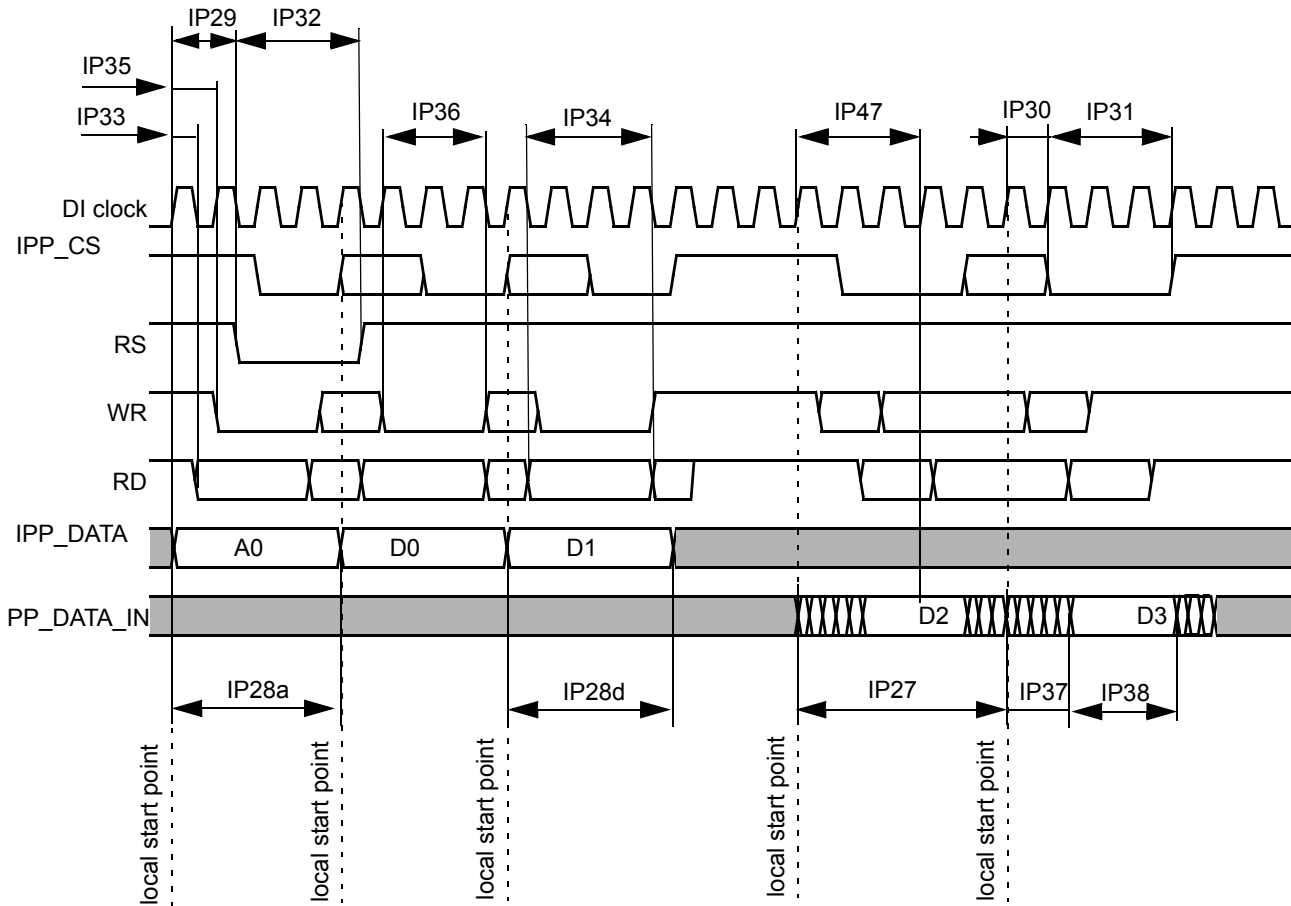 IP29
IP32
IP35
IP33
IP36
IP34
IP47
IP30
IP31
DI clock
IPP_CS
RS
WR
RD
IPP_DATA
A0
D0
D1
PP_DATA_IN
D2
D3
IP28a
IP28d
IP27
IP37
IP38
local start point
local start point
local start point
local start point
local start point